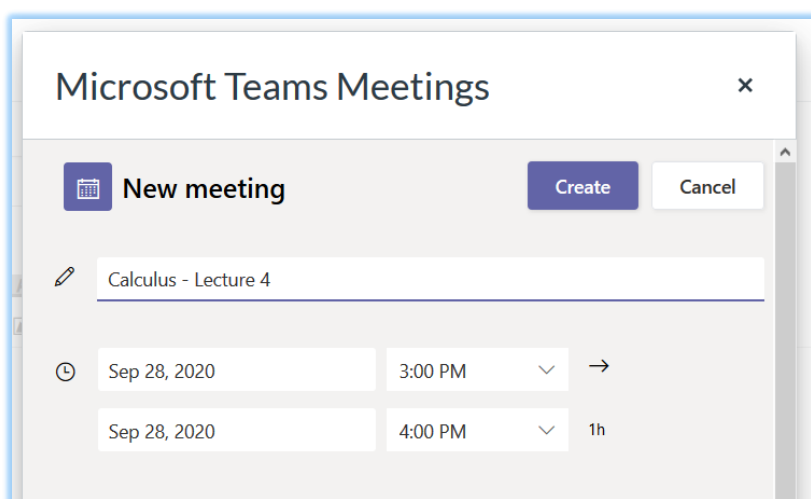 Microsoft Teams Meetings
New meeting
Create
Cancel
Calculus - Lecture 4
Sep 28, 2020
3:00 PM
Sep 28, 2020
4:00 PM
1h